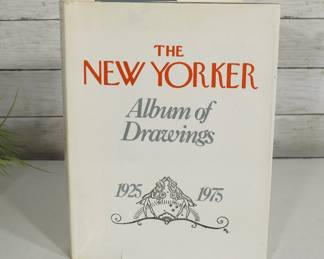 THE
NEW YORKER
Album of
Drawings
1925 1975